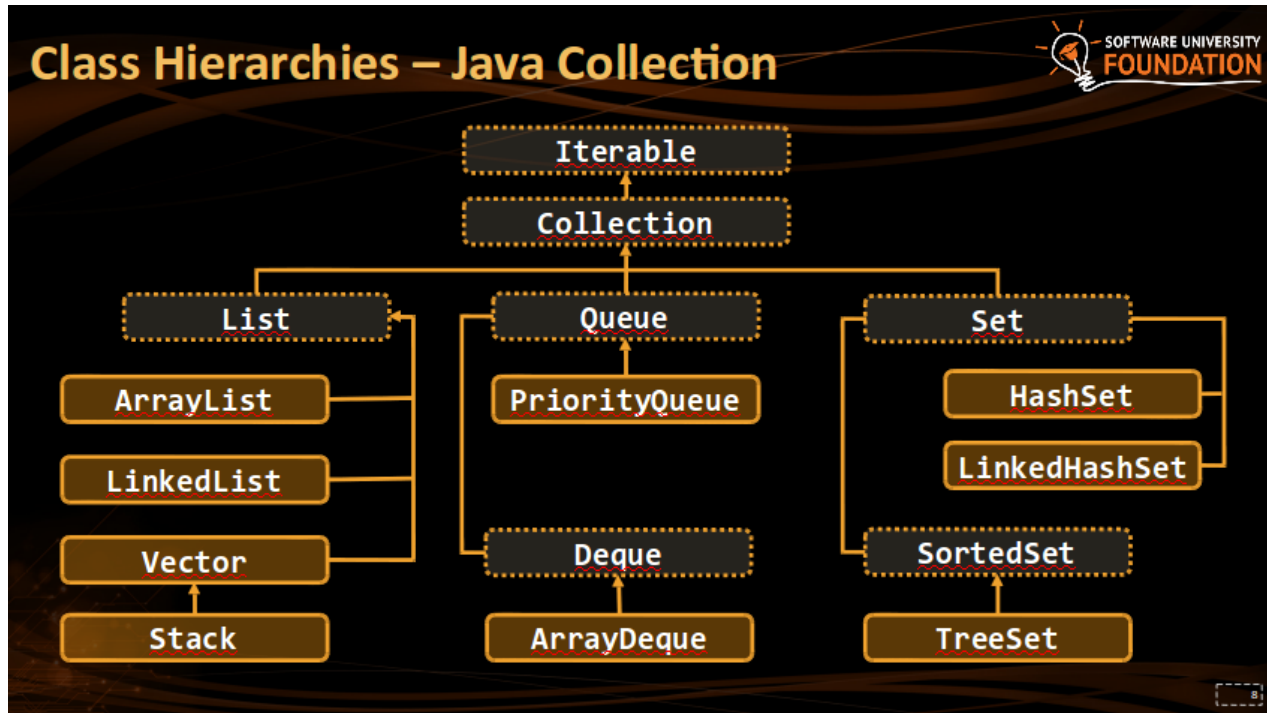 Class Hierarchies – Java Collection
SOFTWARE UNIVERSITY
FOUNDATION
Iterable
Collection
List
Queue
Set
ArrayList
PriorityQueue
HashSet
LinkedList
LinkedHashSet
Vector
Deque
SortedSet
Stack
ArrayDeque
TreeSet
8